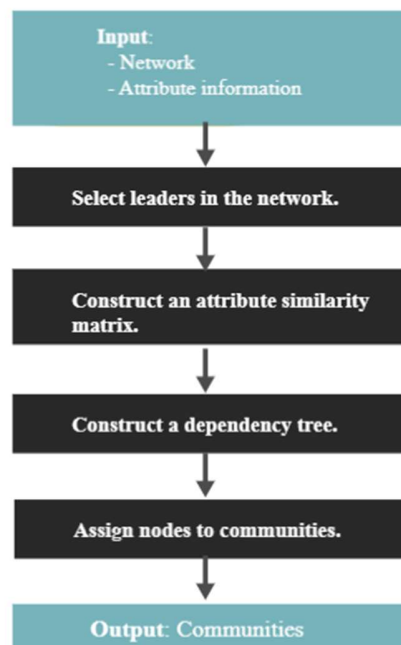 Input:
- Network
- Attribute information
Select leaders in the network.
Construct an attribute similarity
matrix.
Construct a dependency tree.
Assign nodes to communities.
Output: Communities